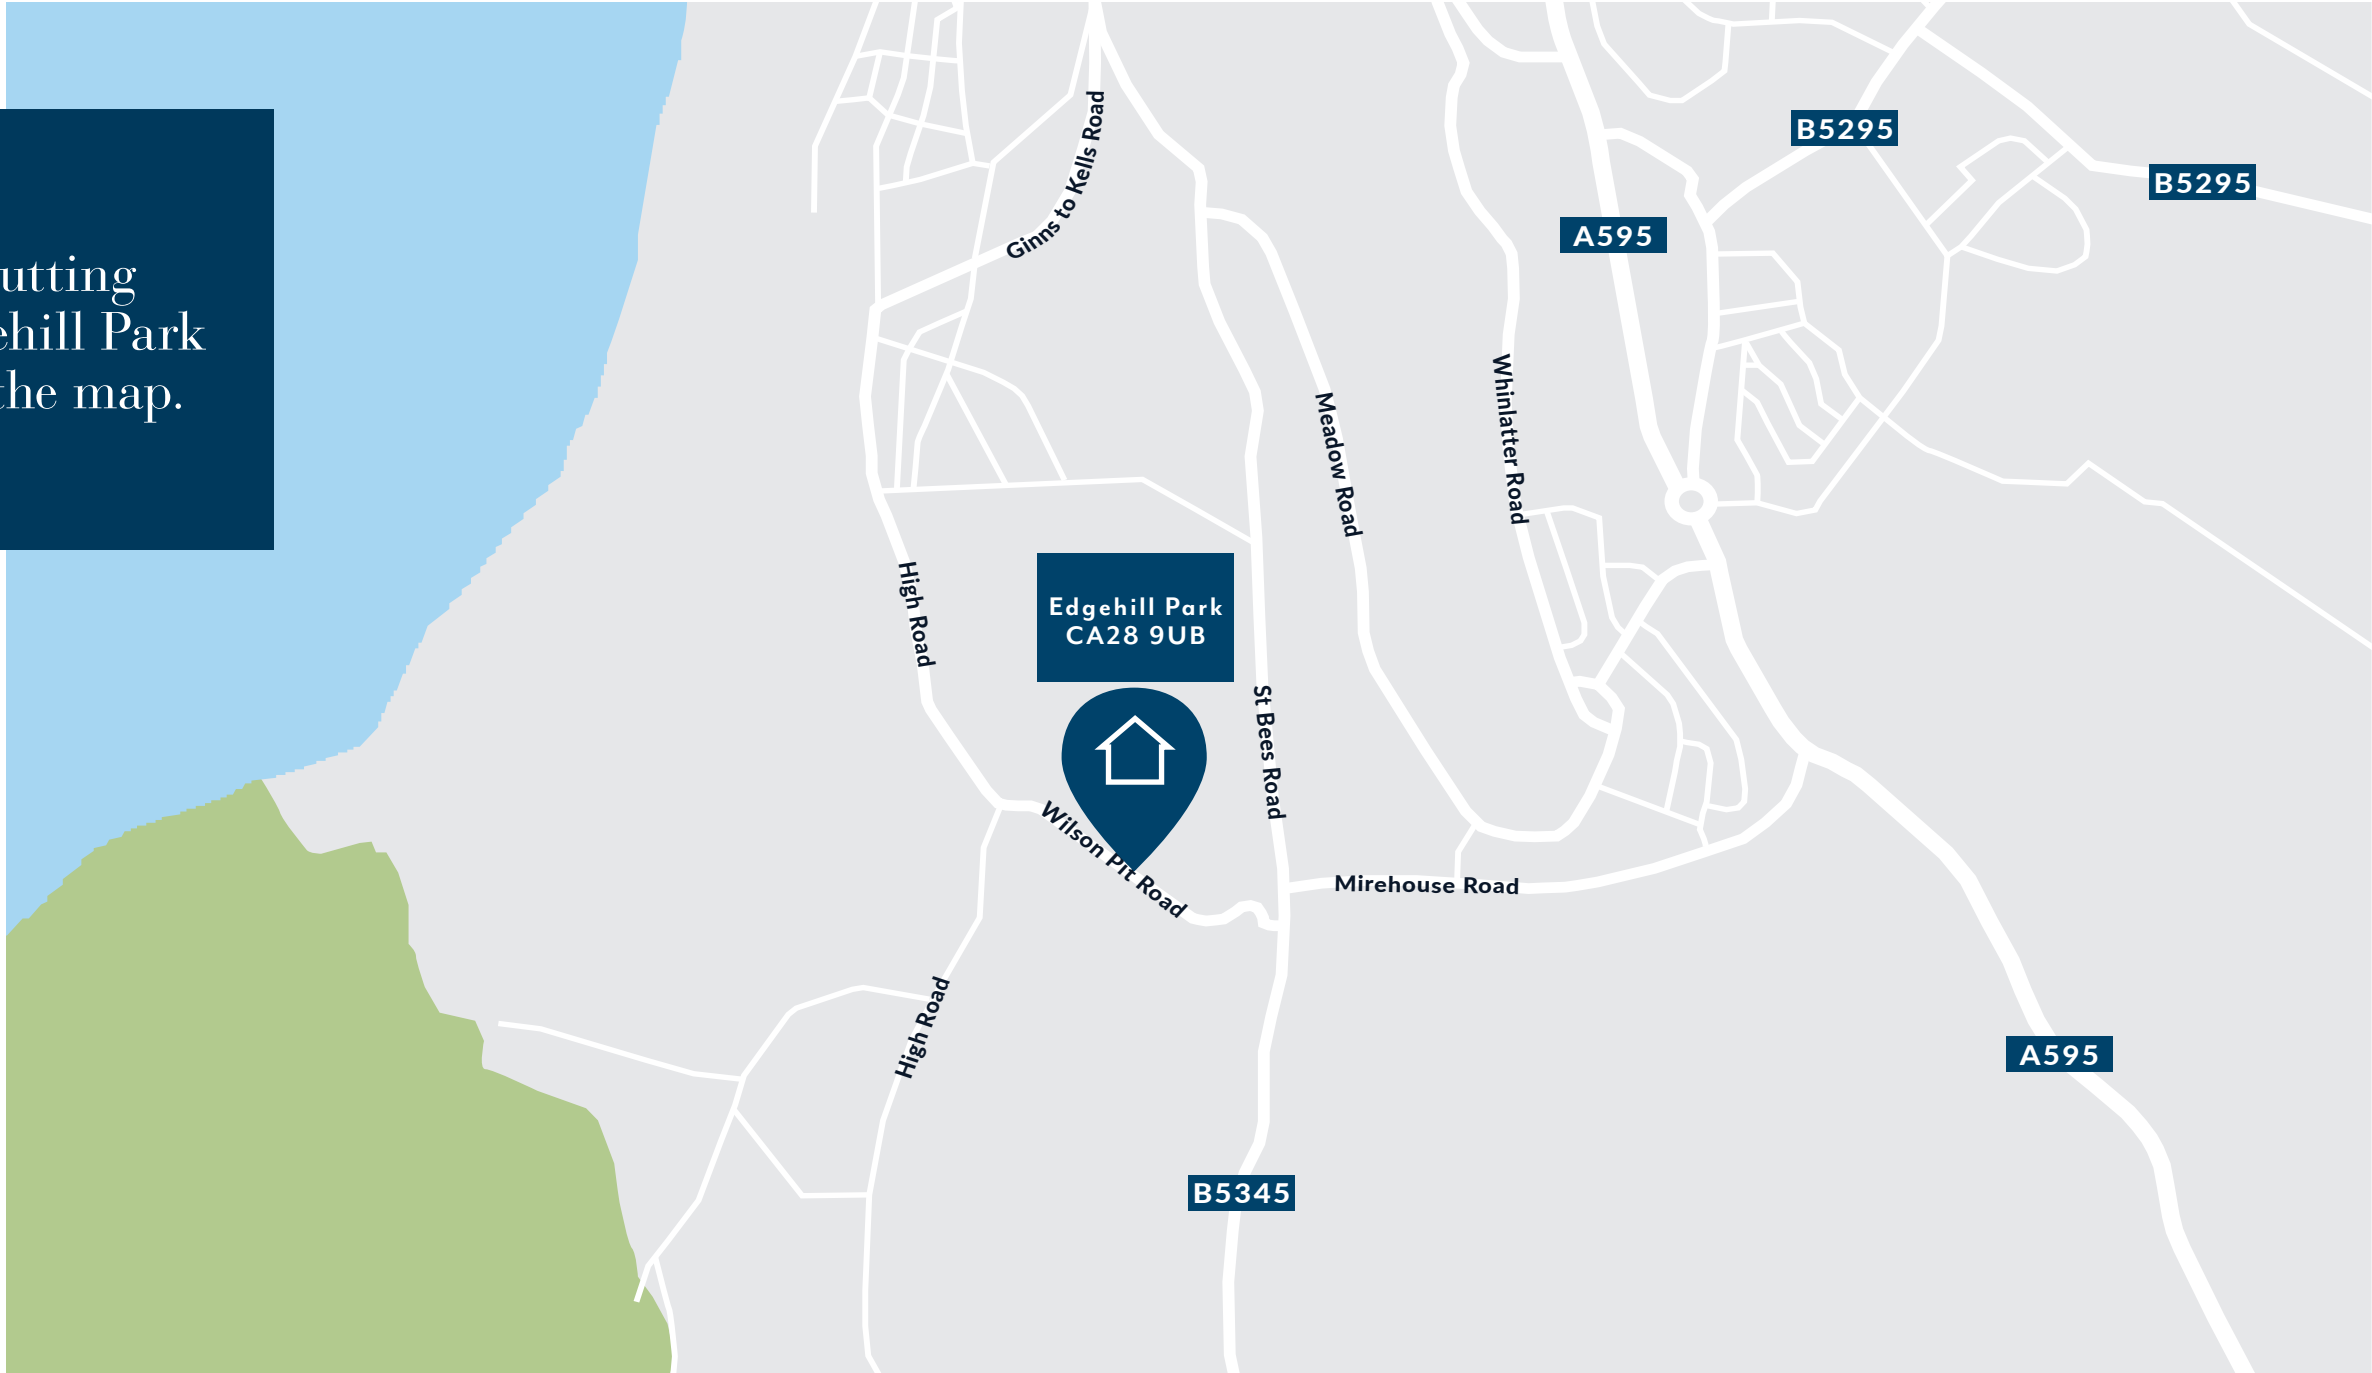 utting
ehill Park
the map.
Ginns to Kells Road
B5295
B5295
A595
Whinlatter Road
Meadow Road
High Road
Edgehill Park
CA28 9UB
St Bees Road
Wilson Pit Road
Mirehouse Road
High Road
A595
B5345